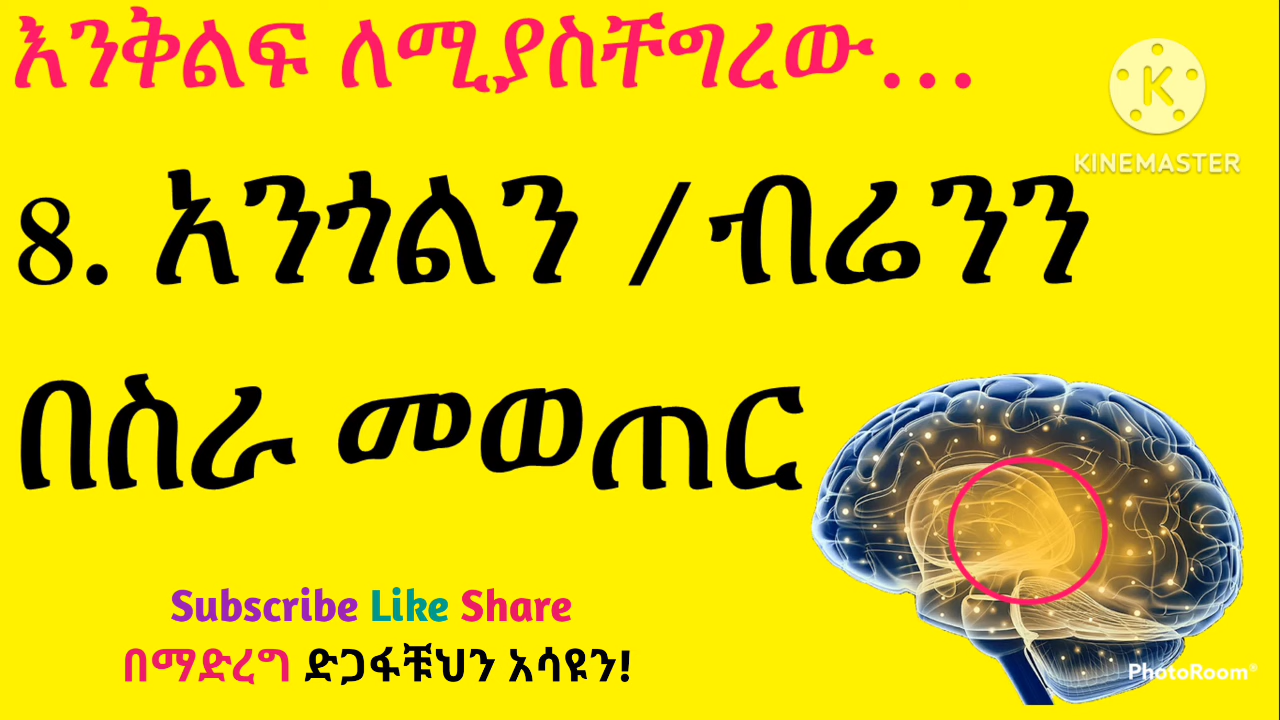 እንቅልፍ ለሚያስቸግረው...
KINEMASTER
8. አንጎልን /ብሬንን
በስራ መወጠር
Subscribe Like Share
በማድረግ ድጋፋቹህን አሳዩን!
PhotoRoom®